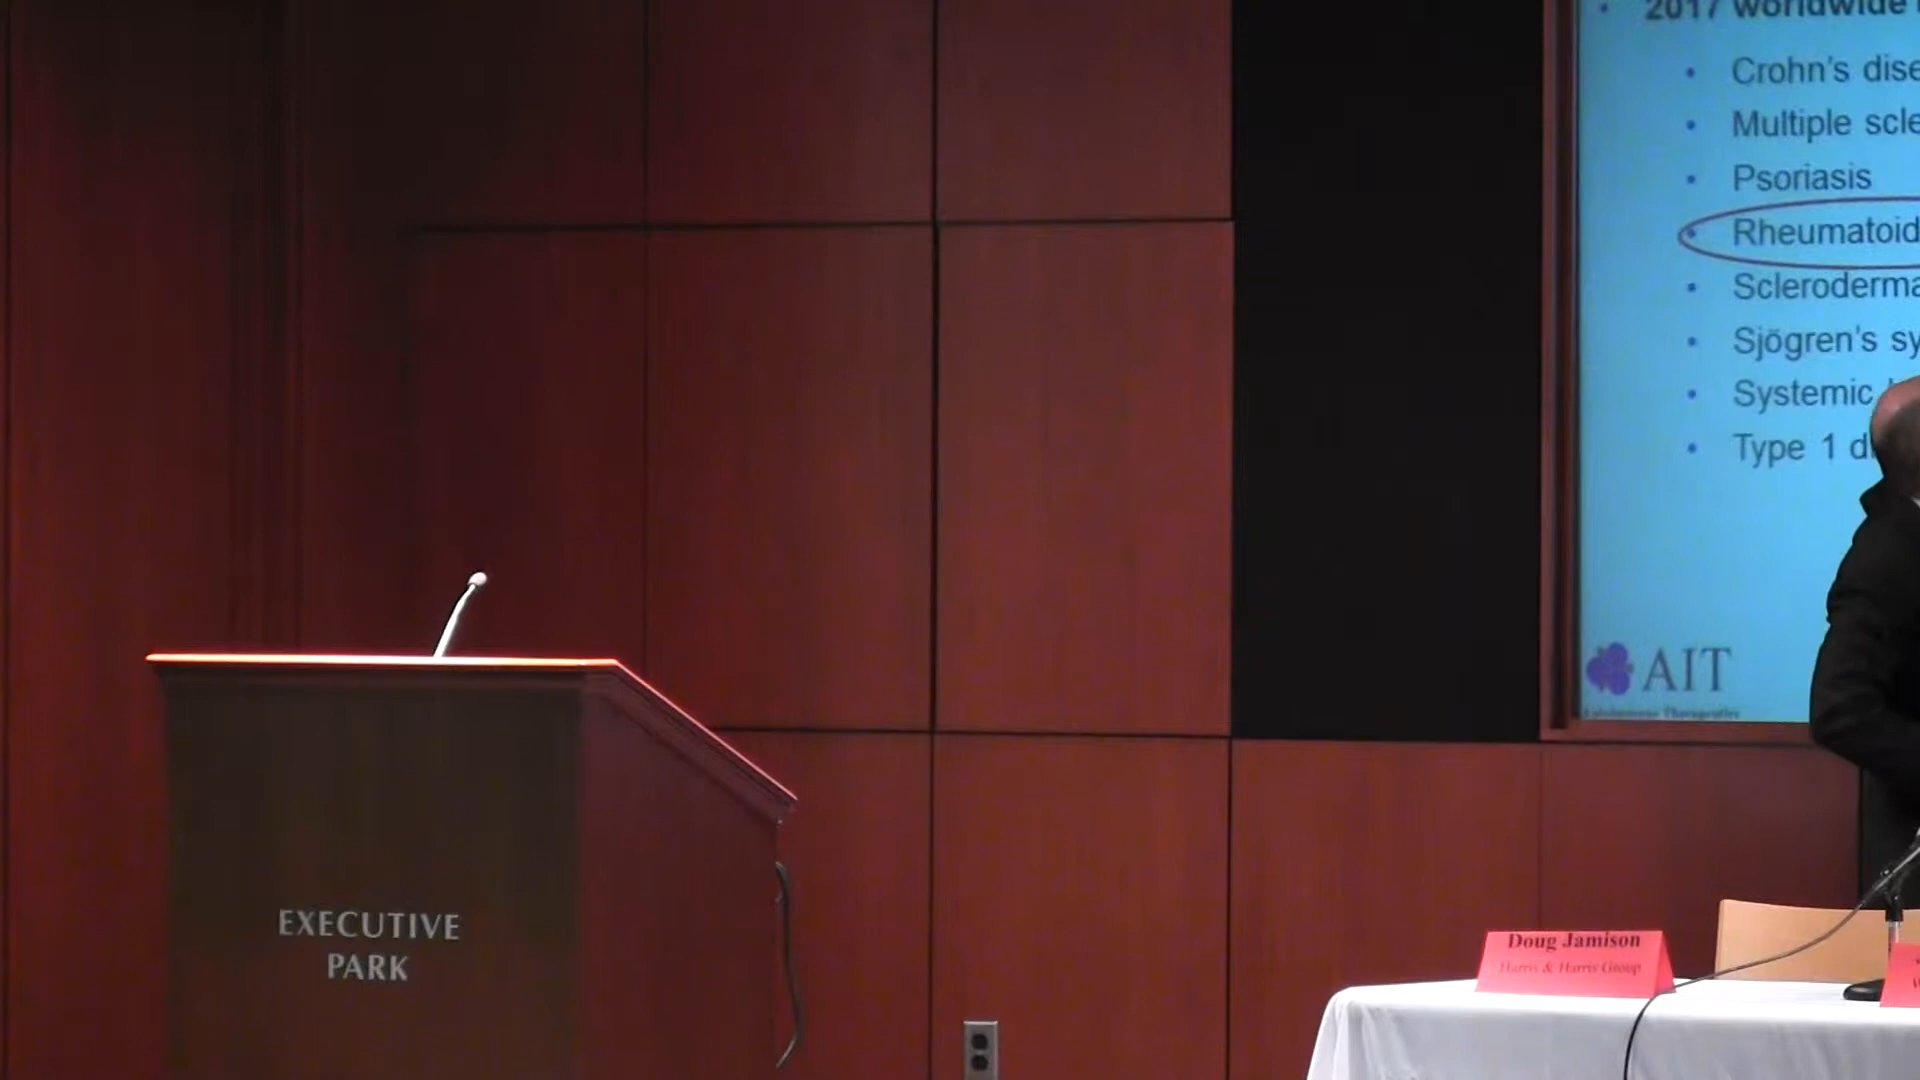 2017 worldwide
Crohn's dise
Multiple scle
Psoriasis
Rheumatoid
Scleroderma
Sjögren's sy
Systemic
Type 1 d
AIT
EXECUTIVE
PARK
Doug Jamison
Harris & Harris Group